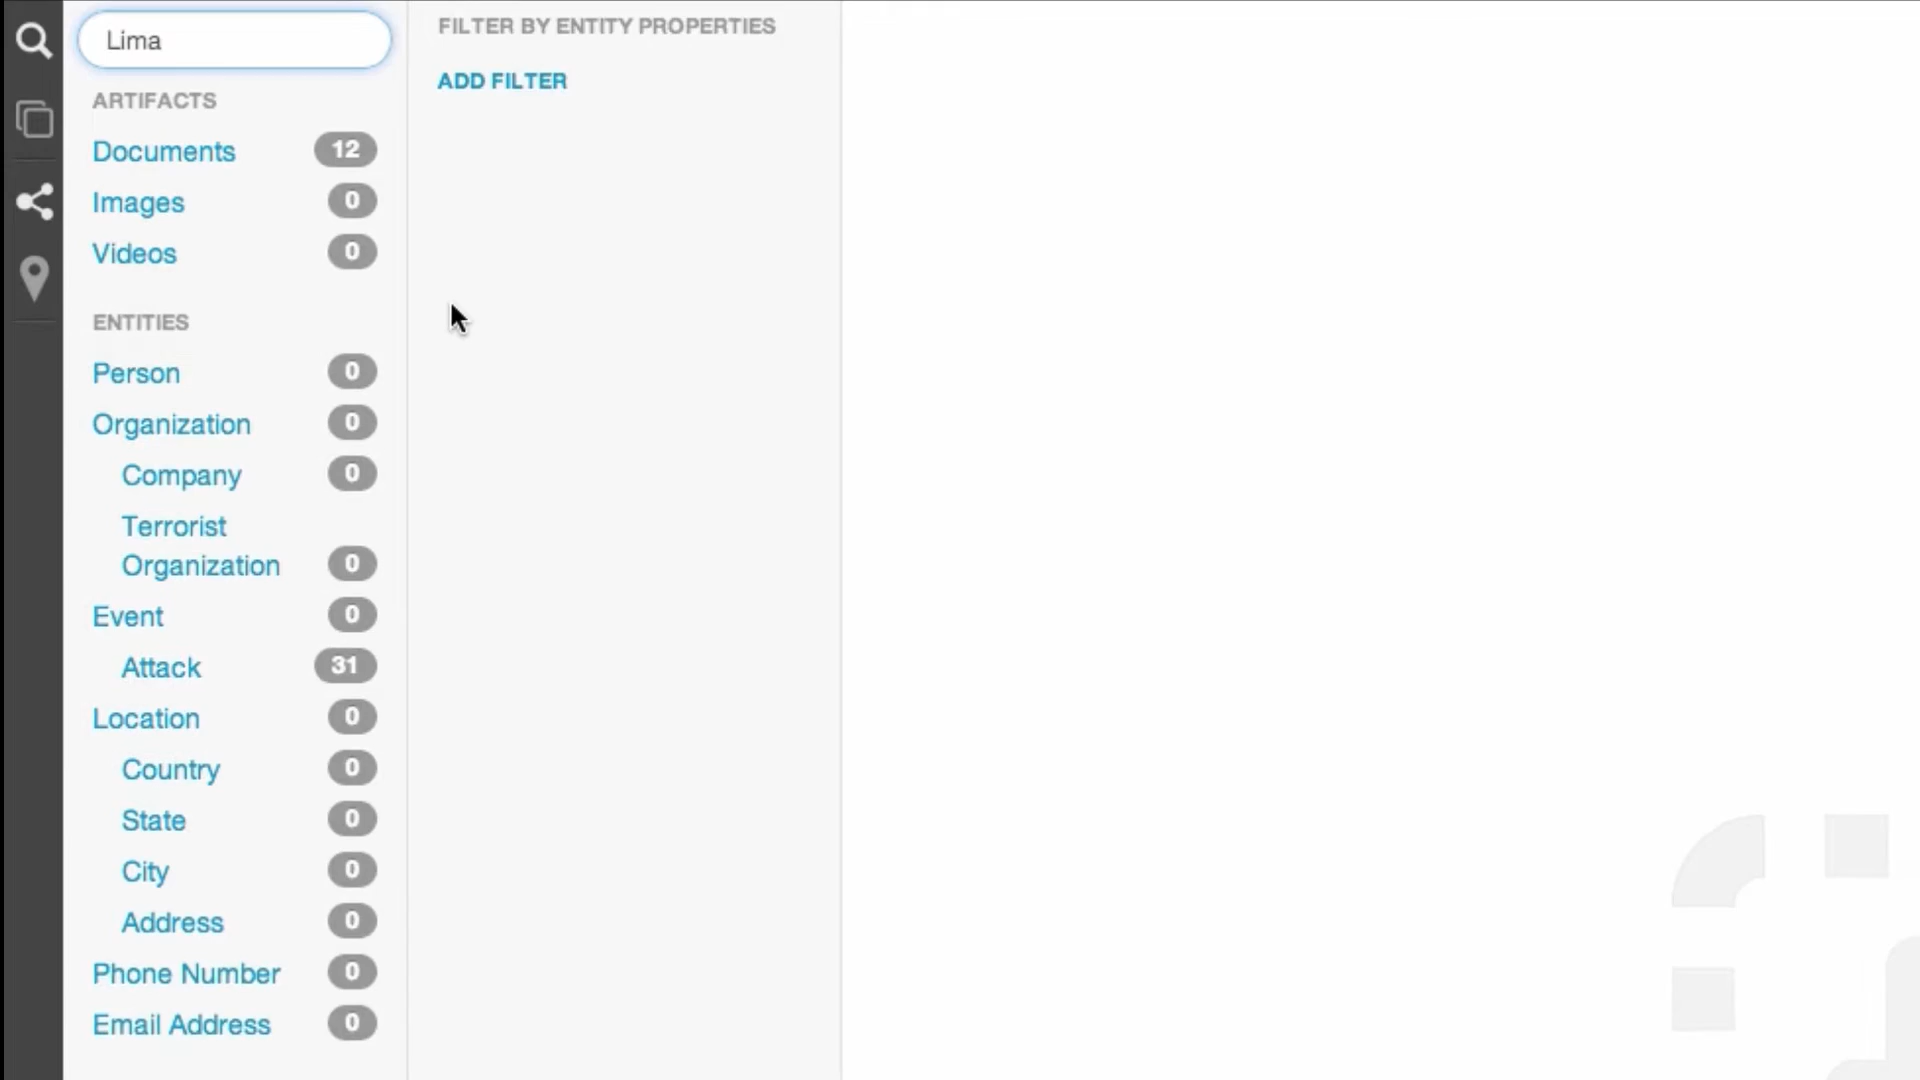 Lima
ARTIFACTS
Documents 12
Images 0
Videos 0
ENTITIES
Person 0
Organization 0
Company 0
Terrorist
Organization 0
Event 0
Attack 31
Location 0
Country 0
State 0
City 0
Address 0
Phone Number 0
Email Address 0
FILTER BY ENTITY PROPERTIES
ADD FILTER